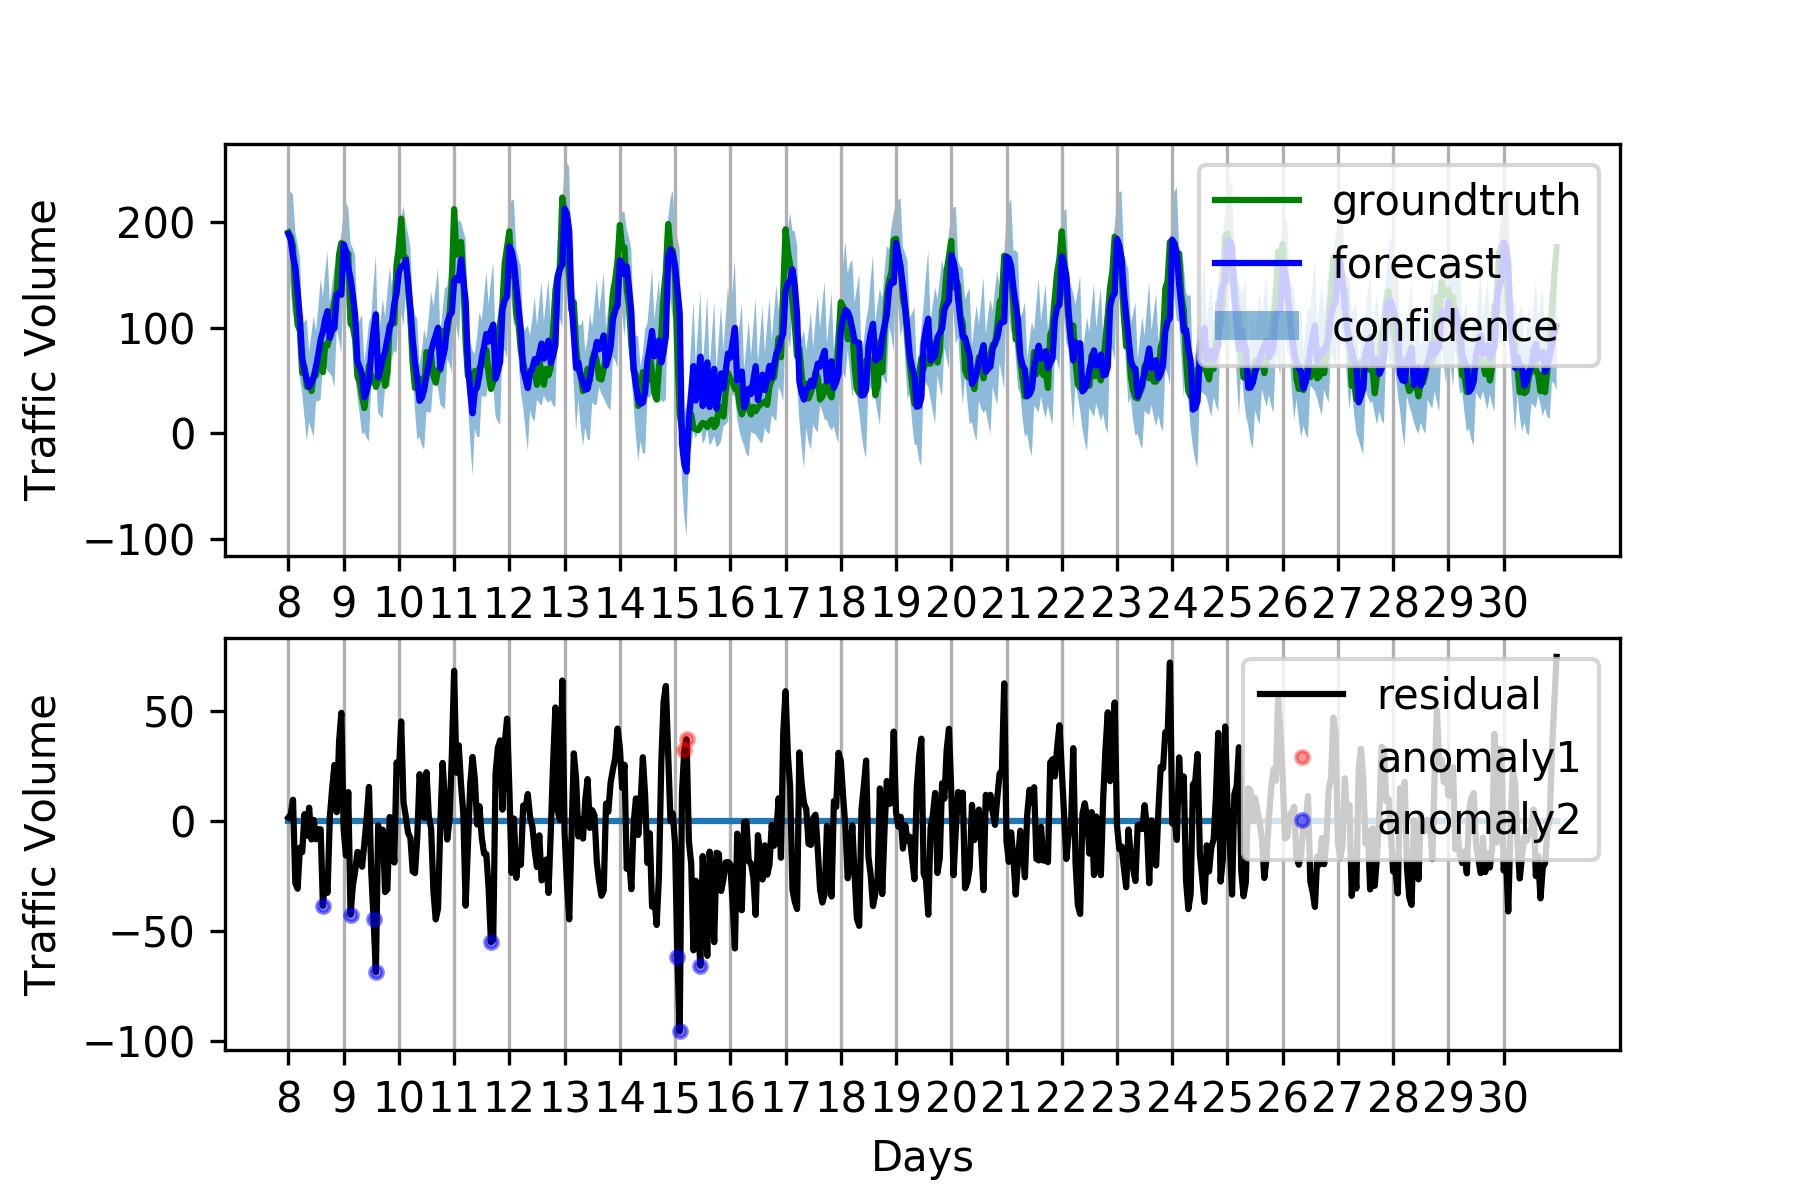 Traffic Volume
200
100
0
−100
groundtruth
forecast
confidence
8 9 10 11 12 13 14 15 16 17 18 19 20 21 22 23 24 25 26 27 28 29 30
Traffic Volume
50
0
−50
−100
residual
anomaly1
anomaly2
8 9 10 11 12 13 14 15 16 17 18 19 20 21 22 23 24 25 26 27 28 29 30
Days